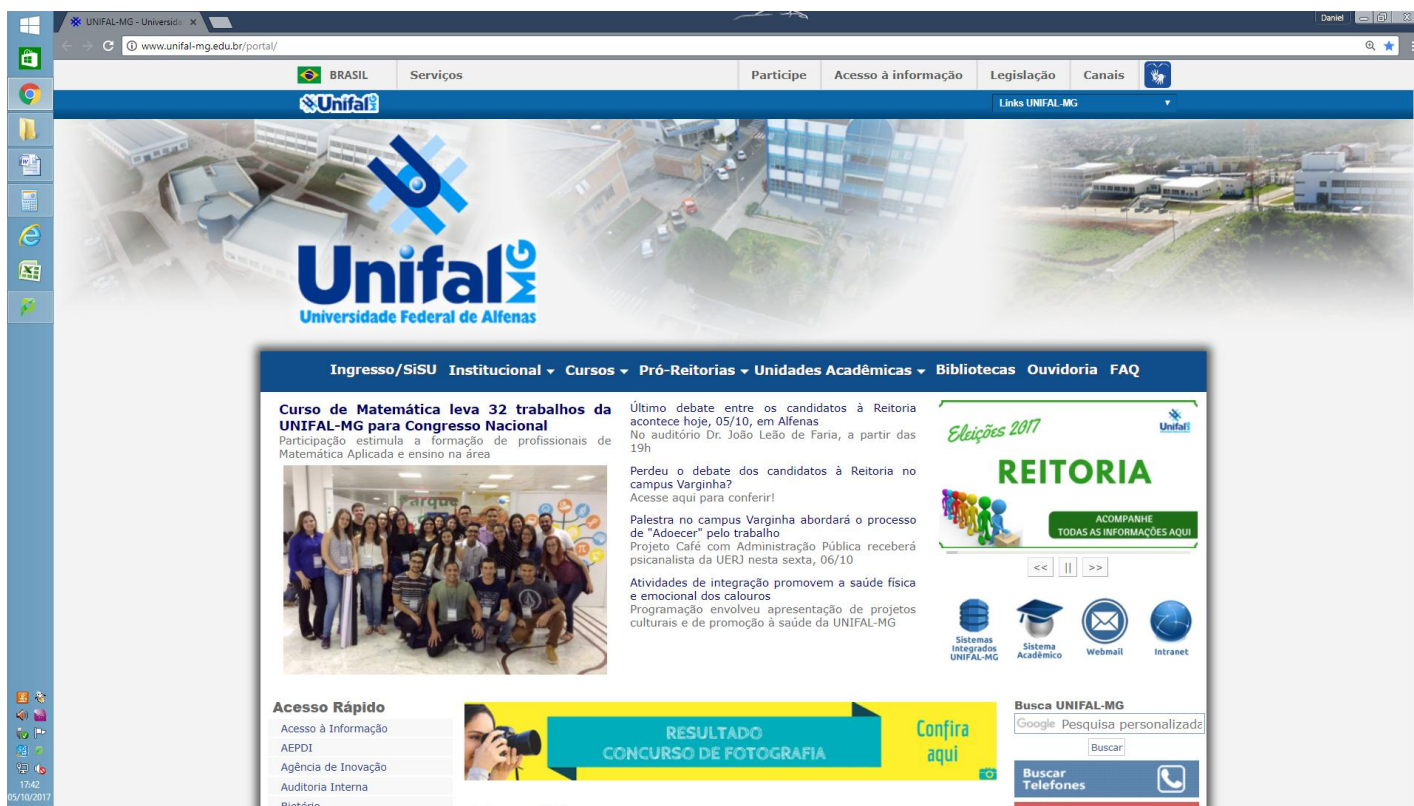 UNIFAL-MG - Universida
Daniel
www.unifal-mg.edu.br/portal/
BRASIL Serviços Participe Acesso à informação Legislação Canais
Unifal MG
Links UNIFAL-MG
Unifal MG
Universidade Federal de Alfenas
Ingresso/SiSU Institucional Cursos Pró-Reitorias Unidades Acadêmicas Bibliotecas Ouvidoria FAQ
Curso de Matemática leva 32 trabalhos da
UNIFAL-MG para Congresso Nacional
Participação estimula a formação de profissionais de
Matemática Aplicada e ensino na área
Parque
Último debate entre os candidatos à Reitoria
acontece hoje, 05/10, em Alfenas
No auditório Dr. João Leão de Faria, a partir das
19h
Perdeu o debate dos candidatos à Reitoria no
campus Varginha?
Acesse aqui para conferir!
Palestra no campus Varginha abordará o processo
de "Adoecer" pelo trabalho
Projeto Café com Administração Pública receberá
psicanalista da UERJ nesta sexta, 06/10
Atividades de integração promovem a saúde física
e emocional dos calouros
Programação envolveu apresentação de projetos
culturais e de promoção à saúde da UNIFAL-MG
Eleições 2017
Unifal
REITORIA
ACOMPANHE
TODAS AS INFORMAÇÕES AQUI
<< || >>
Sistemas
Integrados
UNIFAL-MG
Sistema
Acadêmico
Webmail
Intranet
Acesso Rápido
Acesso à Informação
AEPDI
Agência de Inovação
Auditoria Interna
Biotério
RESULTADO
CONCURSO DE FOTOGRAFIA
Confira
aqui
Busca UNIFAL-MG
Google Pesquisa personalizada
Buscar
Buscar
Telefones
17:42
05/10/2017